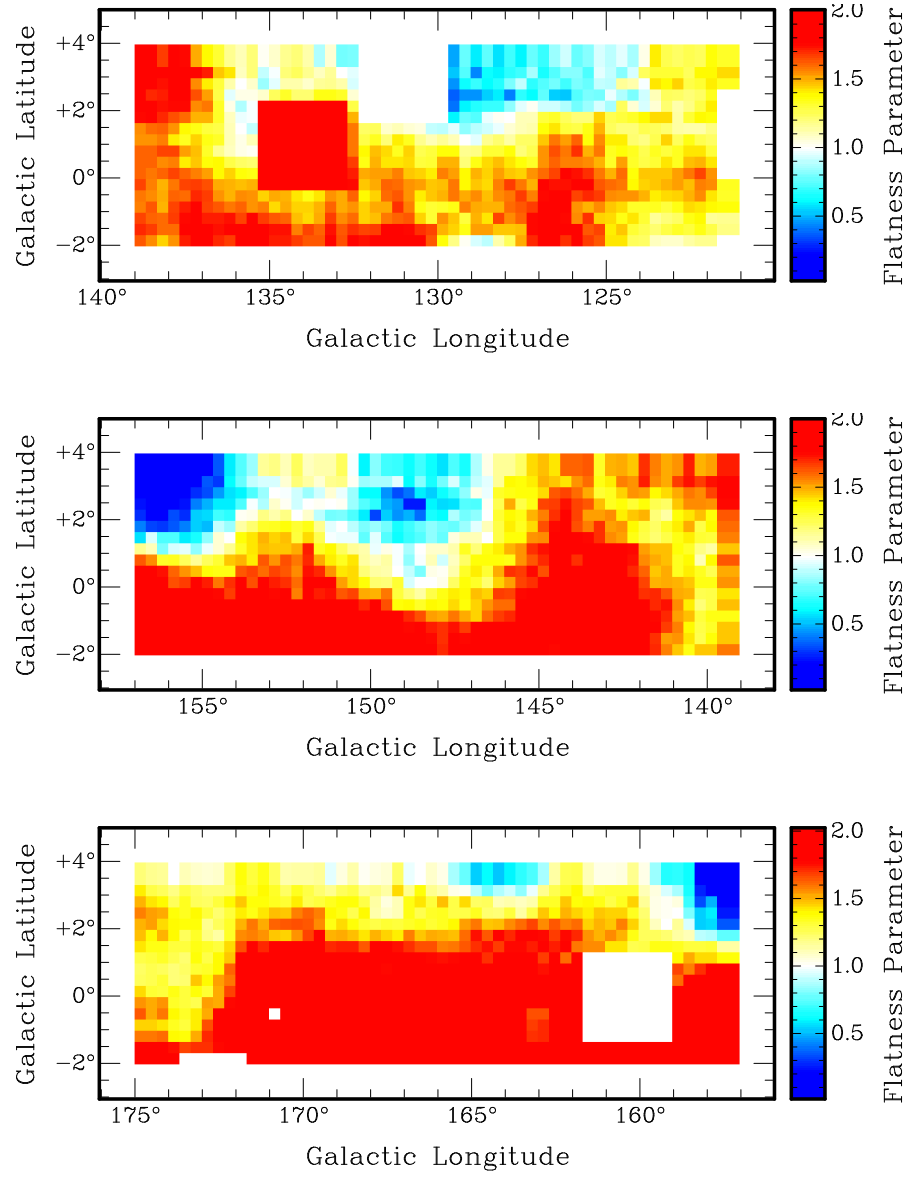 +4° +2° 0° −2°
Galactic Latitude
140° 135° 130° 125°
Galactic Longitude
2.0 1.5 1.0 0.5
Flatness Parameter
+4° +2° 0° −2°
Galactic Latitude
155° 150° 145° 140°
Galactic Longitude
2.0 1.5 1.0 0.5
Flatness Parameter
+4° +2° 0° −2°
Galactic Latitude
175° 170° 165° 160°
Galactic Longitude
2.0 1.5 1.0 0.5
Flatness Parameter